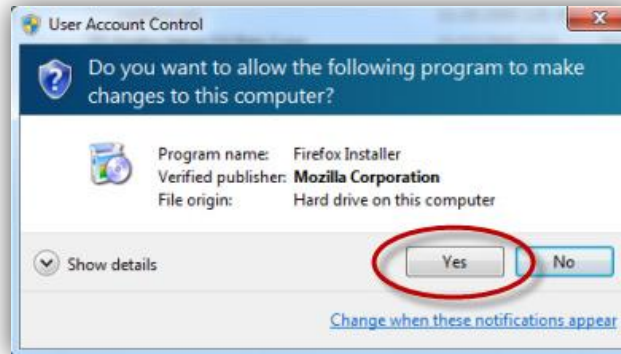 User Account Control
Do you want to allow the following program to make
changes to this computer?
Program name: Firefox Installer
Verified publisher: Mozilla Corporation
File origin: Hard drive on this computer
Show details
Yes
No
Change when these notifications appear